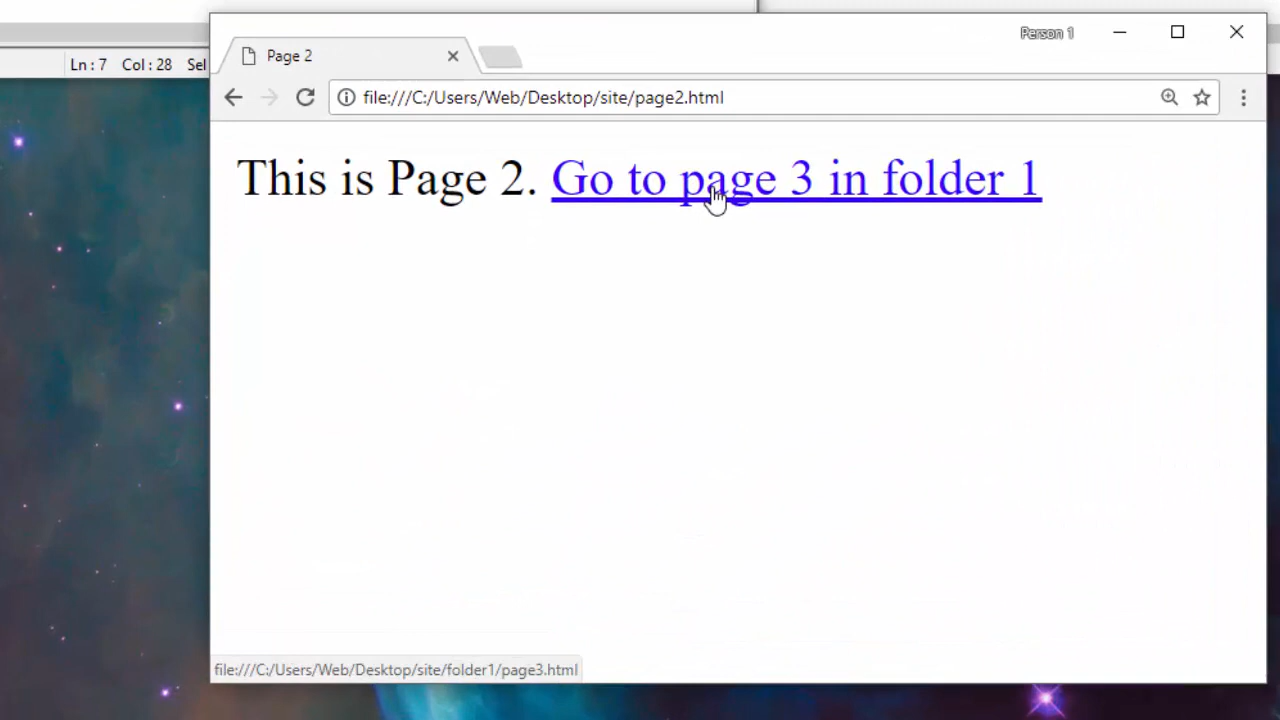 Person 1
Page 2
Ln : 7 Col : 28 Sel
file:///C:/Users/Web/Desktop/site/page2.html
This is Page 2. Go to page 3 in folder 1
file:///C:/Users/Web/Desktop/site/folder1/page3.html